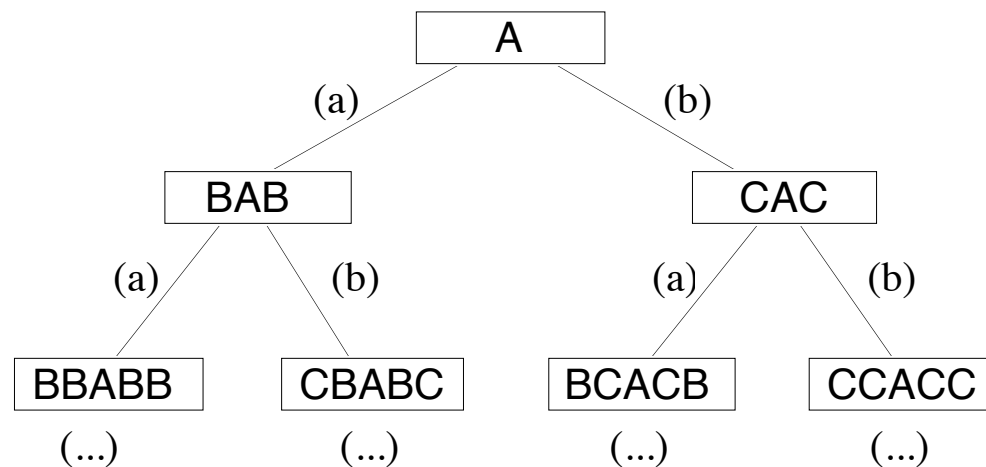 A
(a) (b)
BAB CAC
(a) (b) (a) (b)
BBABB CBABC BCACB CCACC
(...) (...) (...) (...)